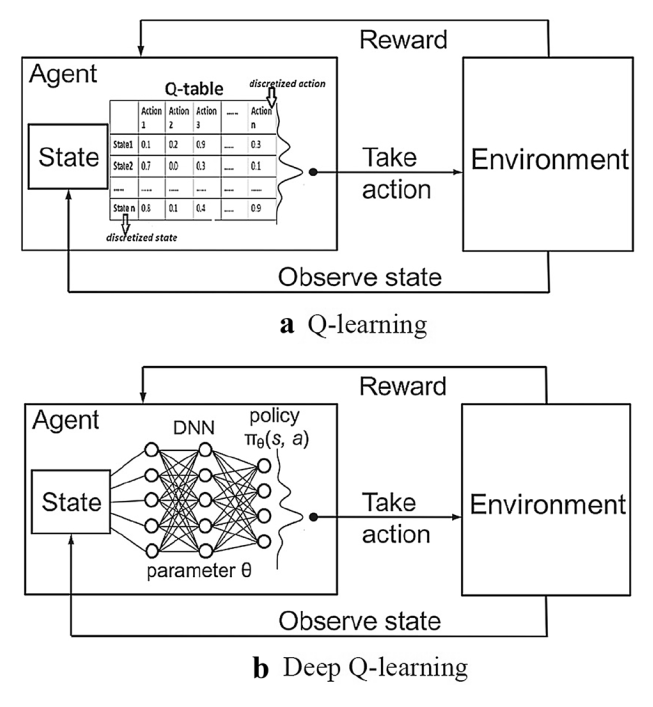 Reward
Agent
Q-table
discretized action
Action 1 Action 2 Action 3 ...... Action n
State1 0.1 0.2 0.9 ...... 0.3
State2 0.7 0.0 0.3 ...... 0.1
...... ...... ...... ...... ......
State n 0.8 0.1 0.4 ...... 0.9
discretized state
State
Take
action
Environment
Observe state
a Q-learning
Reward
Agent
DNN
policy
πθ(s, a)
State
parameter θ
Take
action
Environment
Observe state
b Deep Q-learning